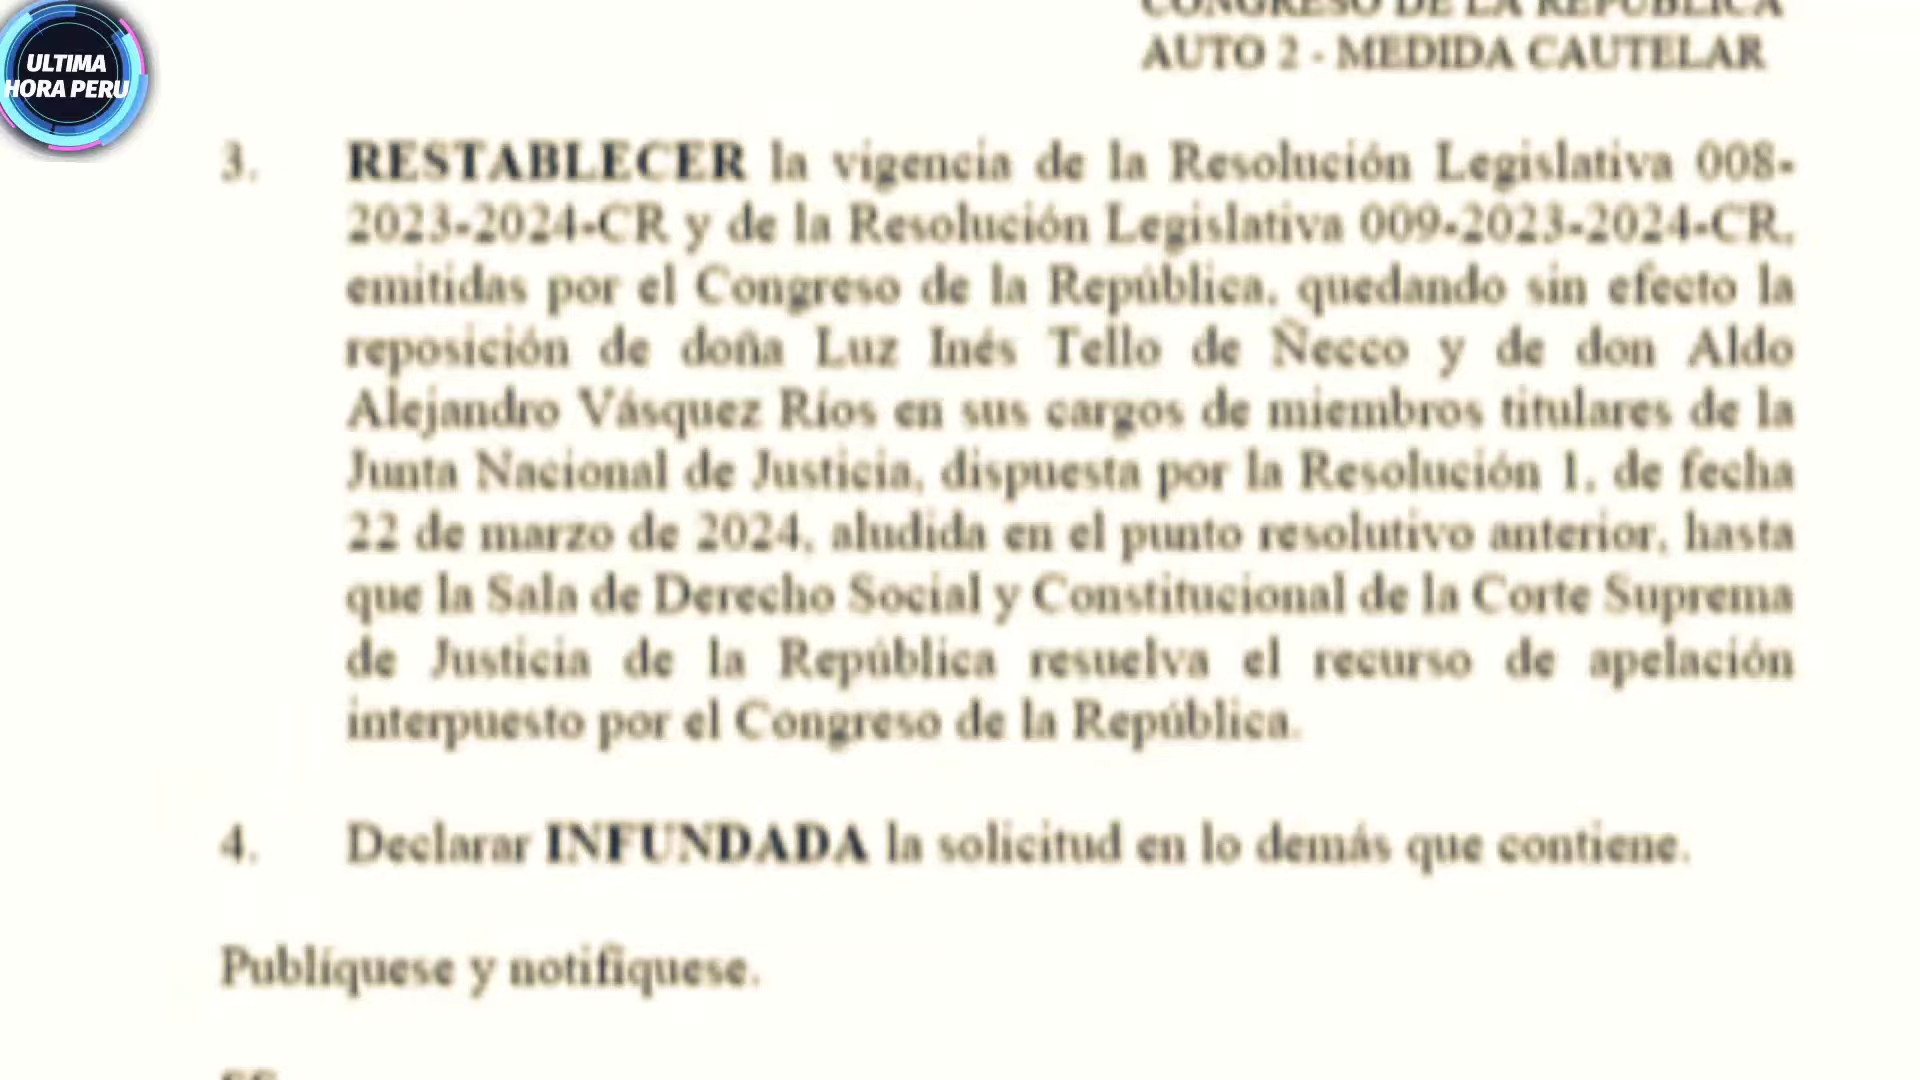 ULTIMA
HORA PERU
CONGRESO DE LA REPÚBLICA
AUTO 2 - MEDIDA CAUTELAR
3. RESTABLECER la vigencia de la Resolución Legislativa 008-
2023-2024-CR y de la Resolución Legislativa 009-2023-2024-CR,
emitidas por el Congreso de la República, quedando sin efecto la
reposición de doña Luz Inés Tello de Ñecco y de don Aldo
Alejandro Vásquez Ríos en sus cargos de miembros titulares de la
Junta Nacional de Justicia, dispuesta por la Resolución 1, de fecha
22 de marzo de 2024, aludida en el punto resolutivo anterior, hasta
que la Sala de Derecho Social y Constitucional de la Corte Suprema
de Justicia de la República resuelva el recurso de apelación
interpuesto por el Congreso de la República.
4. Declarar INFUNDADA la solicitud en lo demás que contiene.
Publíquese y notifíquese.
SS.